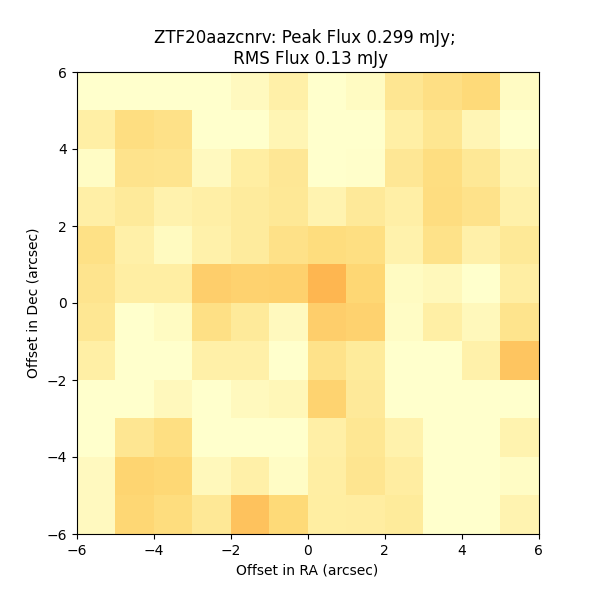 ZTF20aazcnrv: Peak Flux 0.299 mJy;
RMS Flux 0.13 mJy
6
4
2
0
−2
−4
−6
Offset in Dec (arcsec)
−6 −4 −2 0 2 4 6
Offset in RA (arcsec)